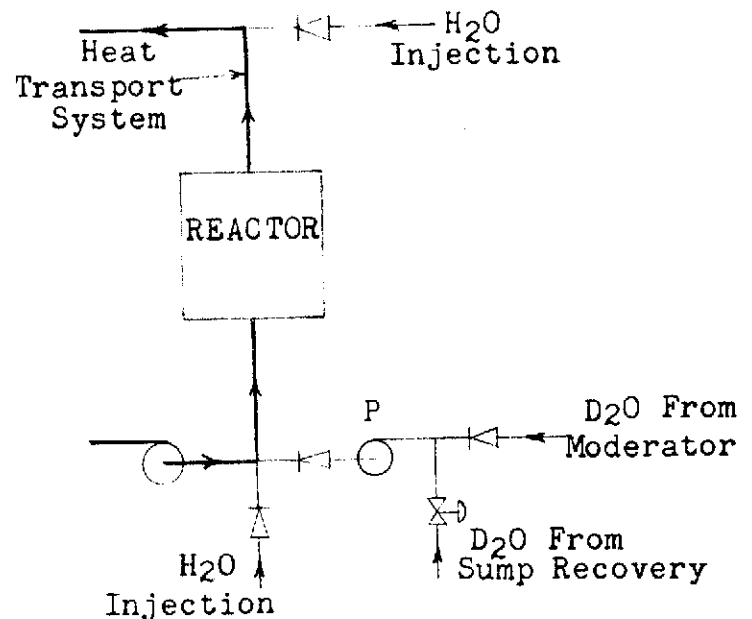 H2O
Injection
Heat
Transport
System
REACTOR
P
D2O From
Moderator
D2O From
Sump Recovery
H2O
Injection